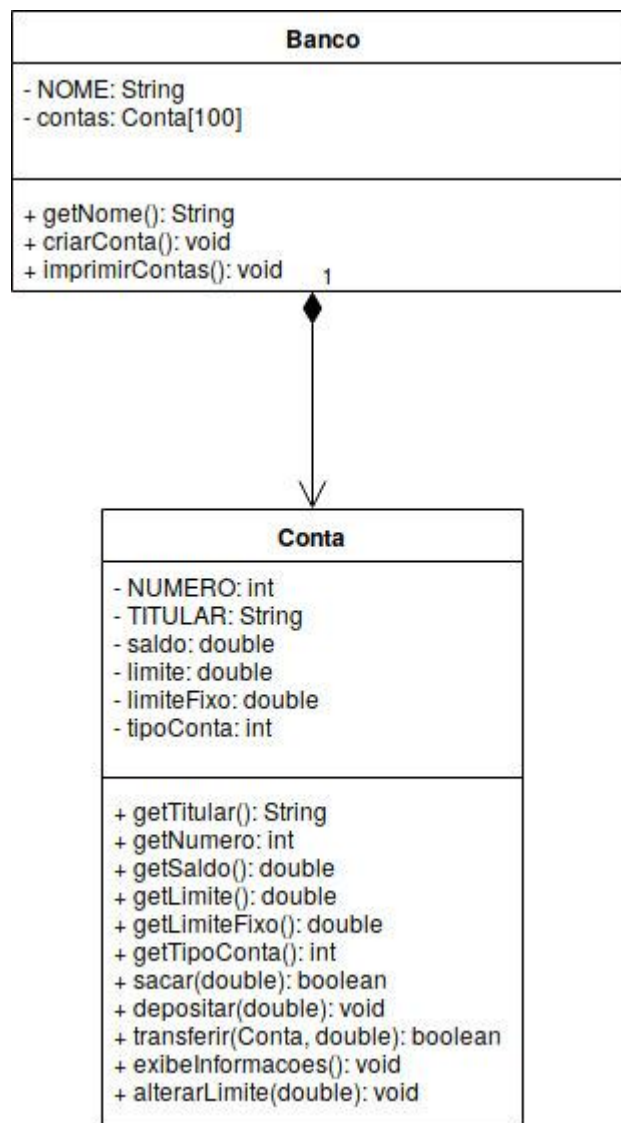 Banco
- NOME: String
- contas: Conta[100]
+ getNome(): String
+ criarConta(): void
+ imprimirContas(): void
1
Conta
- NUMERO: int
- TITULAR: String
- saldo: double
- limite: double
- limiteFixo: double
- tipoConta: int
+ getTitular(): String
+ getNumero: int
+ getSaldo(): double
+ getLimite(): double
+ getLimiteFixo(): double
+ getTipoConta(): int
+ sacar(double): boolean
+ depositar(double): void
+ transferir(Conta, double): boolean
+ exibeInformacoes(): void
+ alterarLimite(double): void